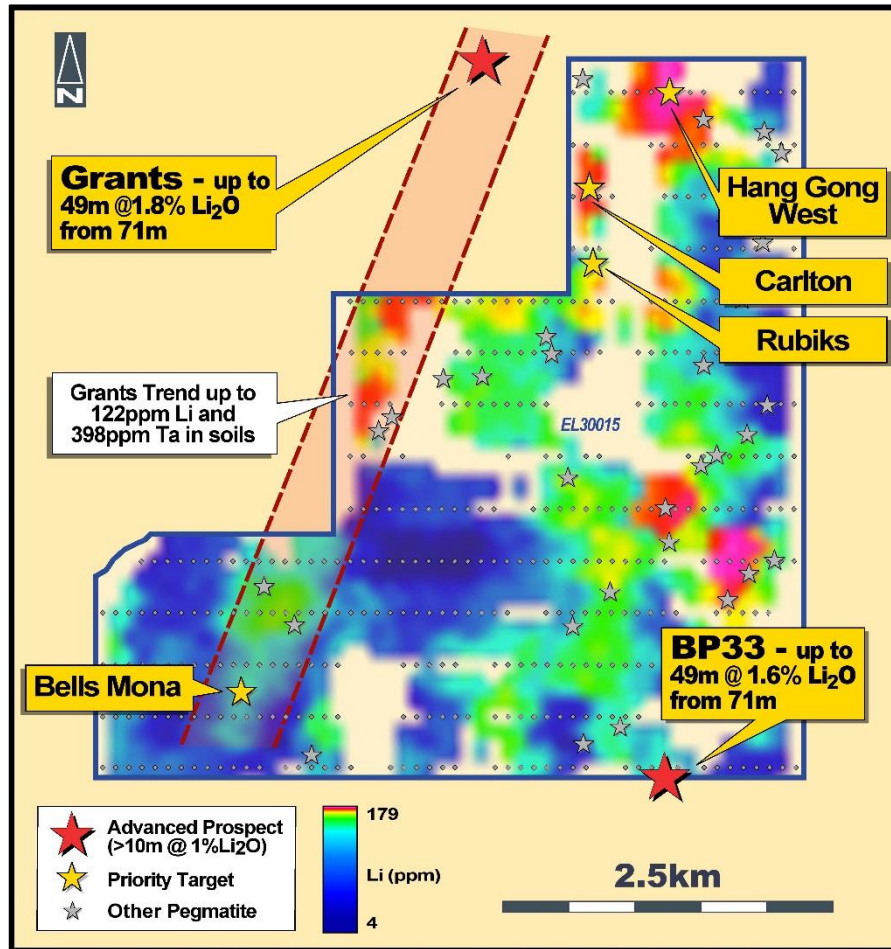 N
Grants - up to
49m @1.8% Li₂O
from 71m
Hang Gong
West
Carlton
Rubiks
Grants Trend up to
122ppm Li and
398ppm Ta in soils
EL30015
BP33 - up to
49m @ 1.6% Li₂O
from 71m
Bells Mona
Advanced Prospect
(>10m @ 1%Li₂O)
Priority Target
Other Pegmatite
179
Li (ppm)
4
2.5km